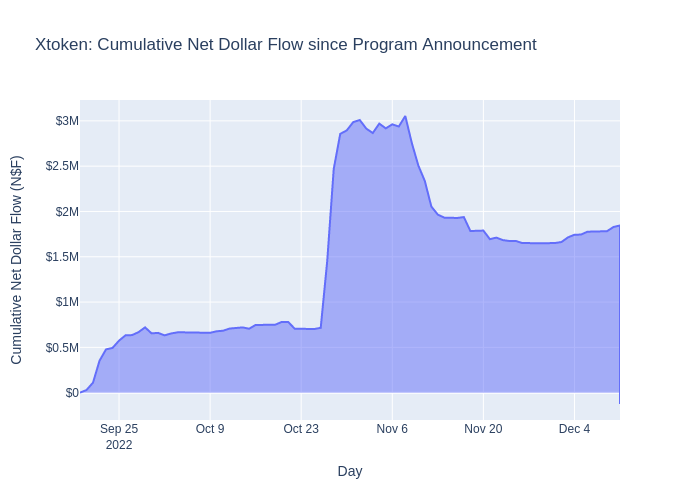 Xtoken: Cumulative Net Dollar Flow since Program Announcement
Cumulative Net Dollar Flow (N$F)
$3M
$2.5M
$2M
$1.5M
$1M
$0.5M
$0
Sep 25
2022
Oct 9
Oct 23
Nov 6
Nov 20
Dec 4
Day